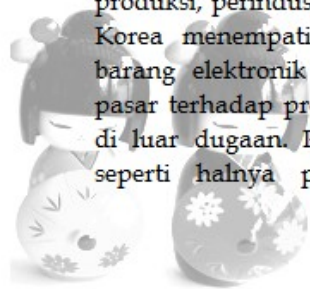 produksi, perindus
Korea menempati
barang elektronik
pasar terhadap pr
di luar dugaan.
seperti halnya p